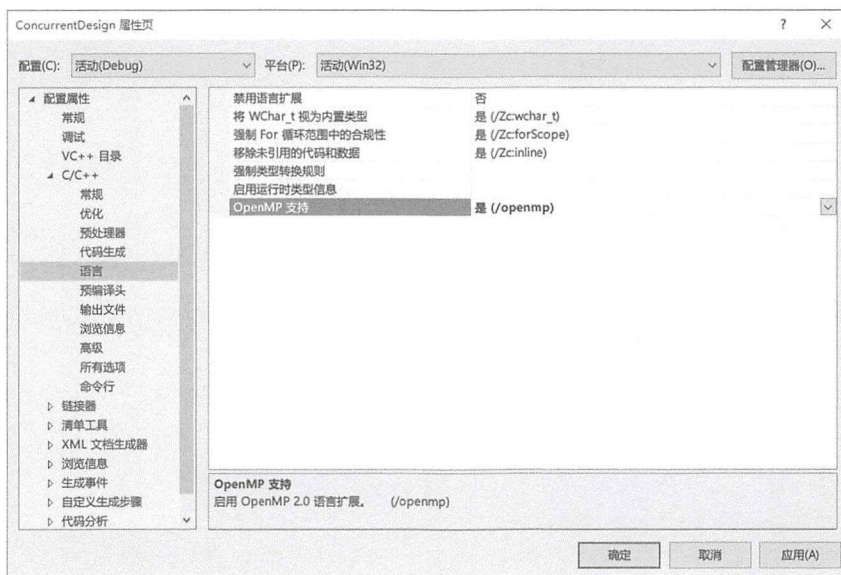 ConcurrentDesign 属性页 ? ×
配置(C): 活动(Debug) 平台(P): 活动(Win32) 配置管理器(O)...
配置属性
常规
调试
VC++ 目录
C/C++
常规
优化
预处理器
代码生成
语言
预编译头
输出文件
浏览信息
高级
所有选项
命令行
链接器
清单工具
XML 文档生成器
浏览信息
生成事件
自定义生成步骤
代码分析
禁用语言扩展 否
将 WChar_t 视为内置类型 是 (/Zc:wchar_t)
强制 For 循环范围中的合规性 是 (/Zc:forScope)
移除未引用的代码和数据 是 (/Zc:inline)
强制类型转换规则
启用运行时类型信息
OpenMP 支持 是 (/openmp)
OpenMP 支持
启用 OpenMP 2.0 语言扩展。 (/openmp)
确定 取消 应用(A)